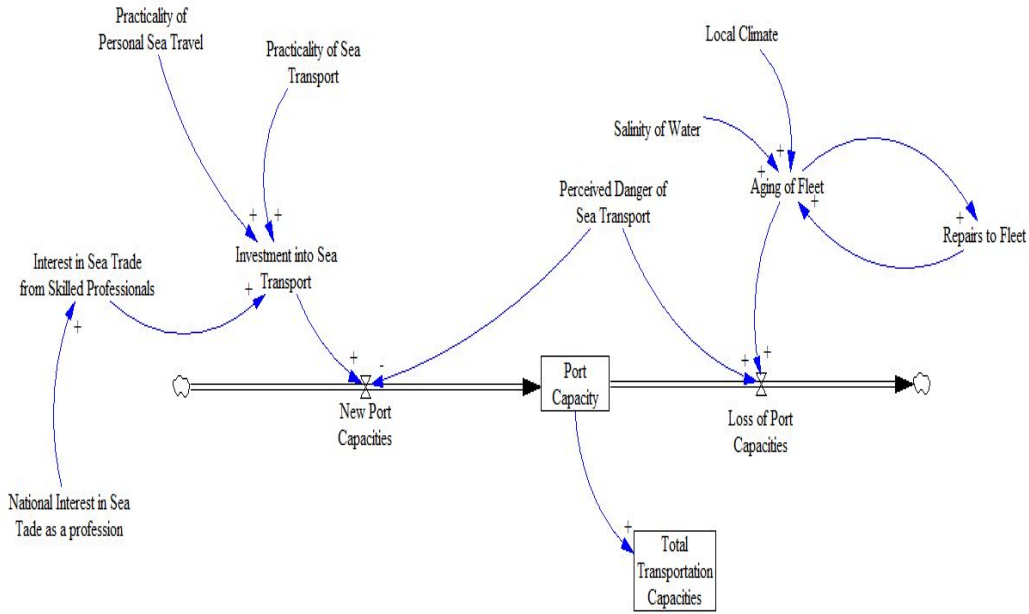 Practicality of
Personal Sea Travel
Practicality of Sea
Transport
Local Climate
Salinity of Water
Perceived Danger of
Sea Transport
Aging of Fleet
Repairs to Fleet
Interest in Sea Trade
from Skilled Professionals
Investment into Sea
Transport
New Port
Capacities
Port
Capacity
Loss of Port
Capacities
National Interest in Sea
Tade as a profession
Total
Transportation
Capacities
+
+
+
+
+
-
+
+
+
+
+
+
+
+